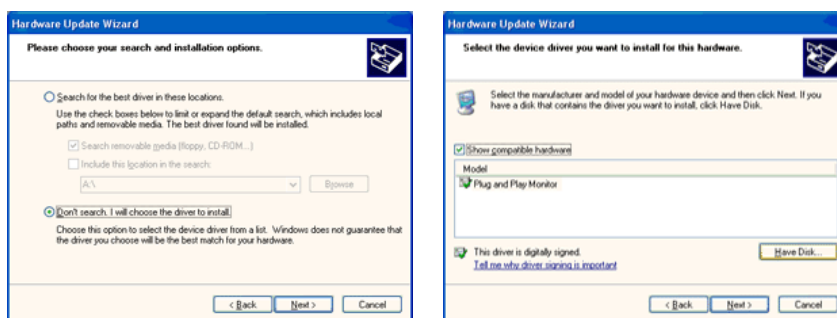 Hardware Update Wizard
Please choose your search and installation options.
Search for the best driver in these locations.
Use the check boxes below to limit or expand the default search, which includes local
paths and removable media. The best driver found will be installed.
Search removable media (floppy, CD-ROM...)
Include this location in the search:
A:\
Browse
Don't search. I will choose the driver to install.
Choose this option to select the device driver from a list. Windows does not guarantee that
the driver you choose will be the best match for your hardware.
< Back
Next >
Cancel
Hardware Update Wizard
Select the device driver you want to install for this hardware.
Select the manufacturer and model of your hardware device and then click Next. If you
have a disk that contains the driver you want to install, click Have Disk.
Show compatible hardware
Model
Plug and Play Monitor
This driver is digitally signed.
Tell me why driver signing is important
Have Disk...
< Back
Next >
Cancel